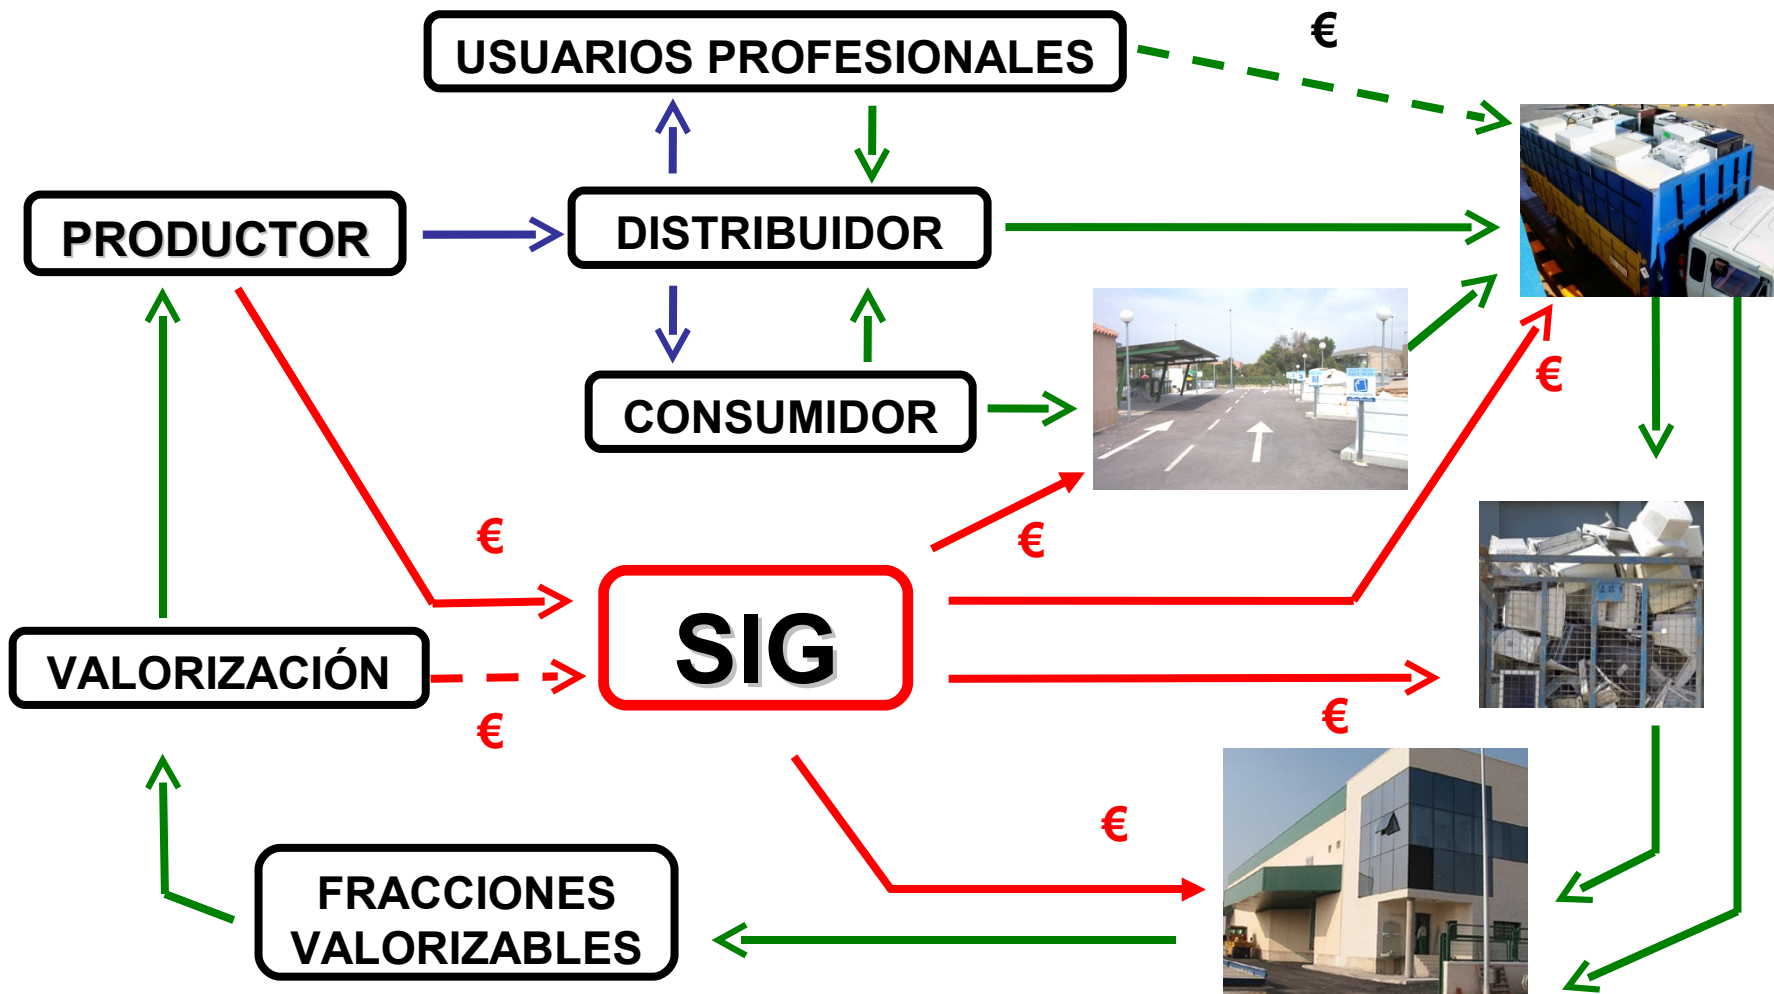 USUARIOS PROFESIONALES
€
PRODUCTOR
DISTRIBUIDOR
€
CONSUMIDOR
€
€
SIG
VALORIZACIÓN
€
€
€
FRACCIONES
VALORIZABLES